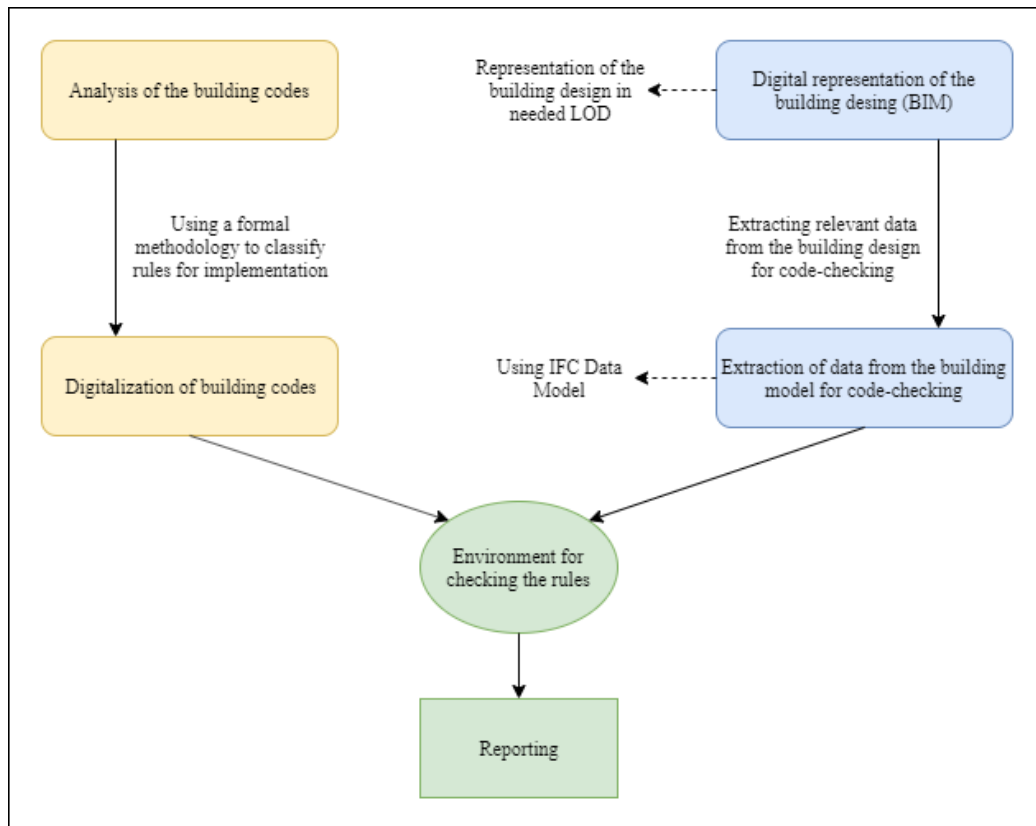 Analysis of the building codes
Representation of the
building design in
needed LOD
Digital representation of the
building desing (BIM)
Using a formal
methodology to classify
rules for implementation
Extracting relevant data
from the building design
for code-checking
Digitalization of building codes
Using IFC Data
Model
Extraction of data from the building
model for code-checking
Environment for
checking the rules
Reporting